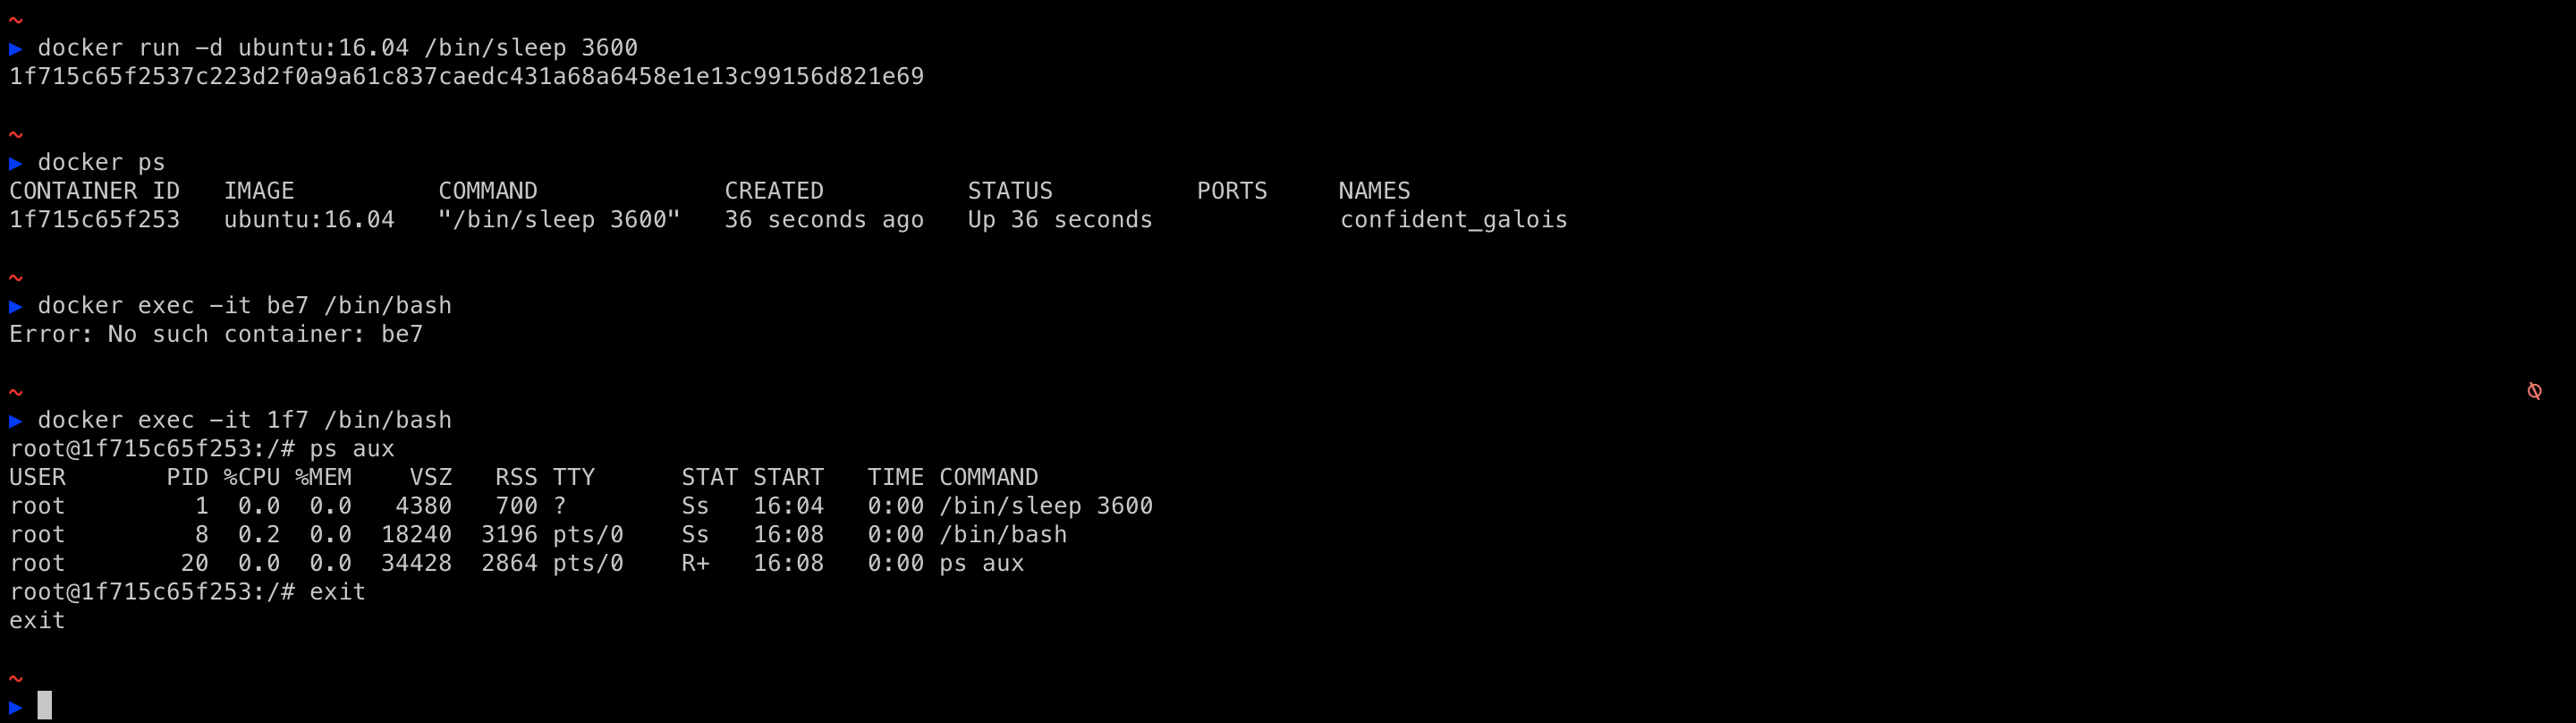 ~
▶ docker run -d ubuntu:16.04 /bin/sleep 3600
1f715c65f2537c223d2f0a9a61c837caedc431a68a6458e1e13c99156d821e69
~
▶ docker ps
CONTAINER ID   IMAGE          COMMAND             CREATED          STATUS          PORTS     NAMES
1f715c65f253   ubuntu:16.04   "/bin/sleep 3600"   36 seconds ago   Up 36 seconds             confident_galois
~
▶ docker exec -it be7 /bin/bash
Error: No such container: be7
~
▶ docker exec -it 1f7 /bin/bash
root@1f715c65f253:/# ps aux
USER       PID %CPU %MEM    VSZ   RSS TTY      STAT START   TIME COMMAND
root         1  0.0  0.0   4380   700 ?        Ss   16:04   0:00 /bin/sleep 3600
root         8  0.2  0.0  18240  3196 pts/0    Ss   16:08   0:00 /bin/bash
root        20  0.0  0.0  34428  2864 pts/0    R+   16:08   0:00 ps aux
root@1f715c65f253:/# exit
exit
~
▶